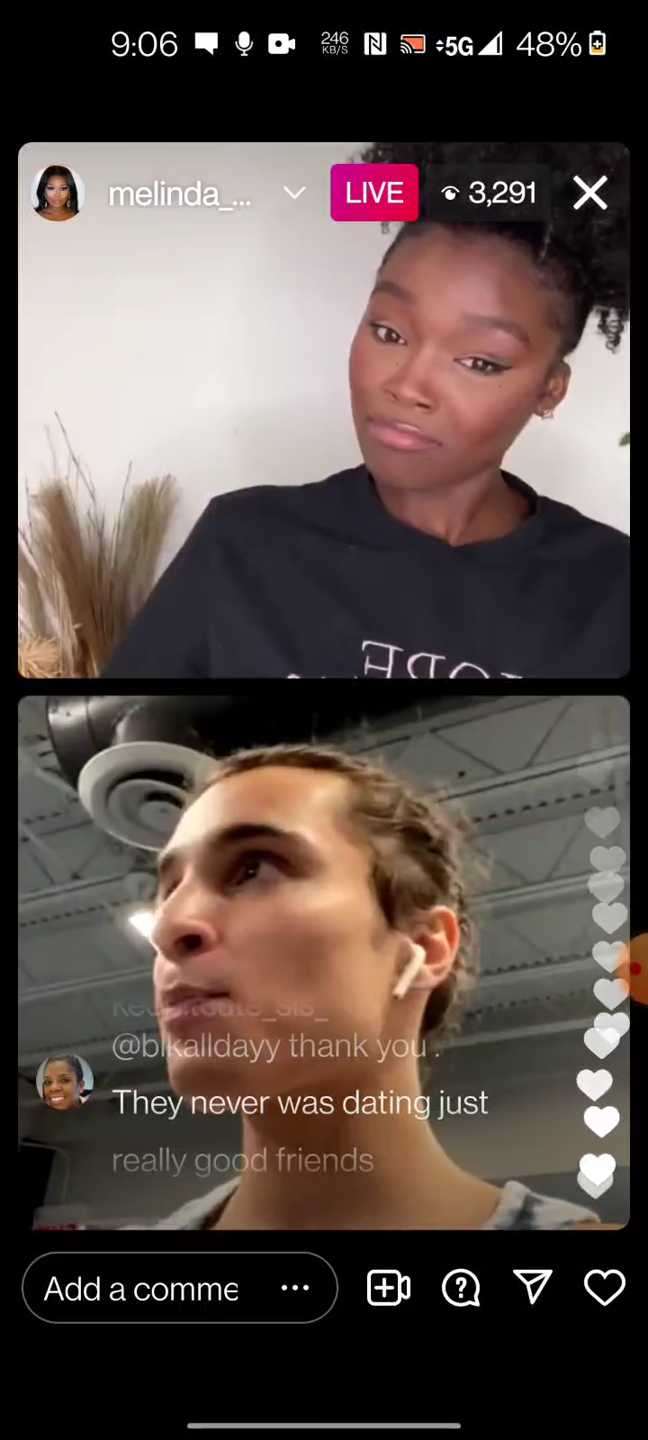 9:06 246 KB/S 5G 48%
melinda_... LIVE 3,291
@blkalldayy thank you .
They never was dating just
really good friends
Add a comme